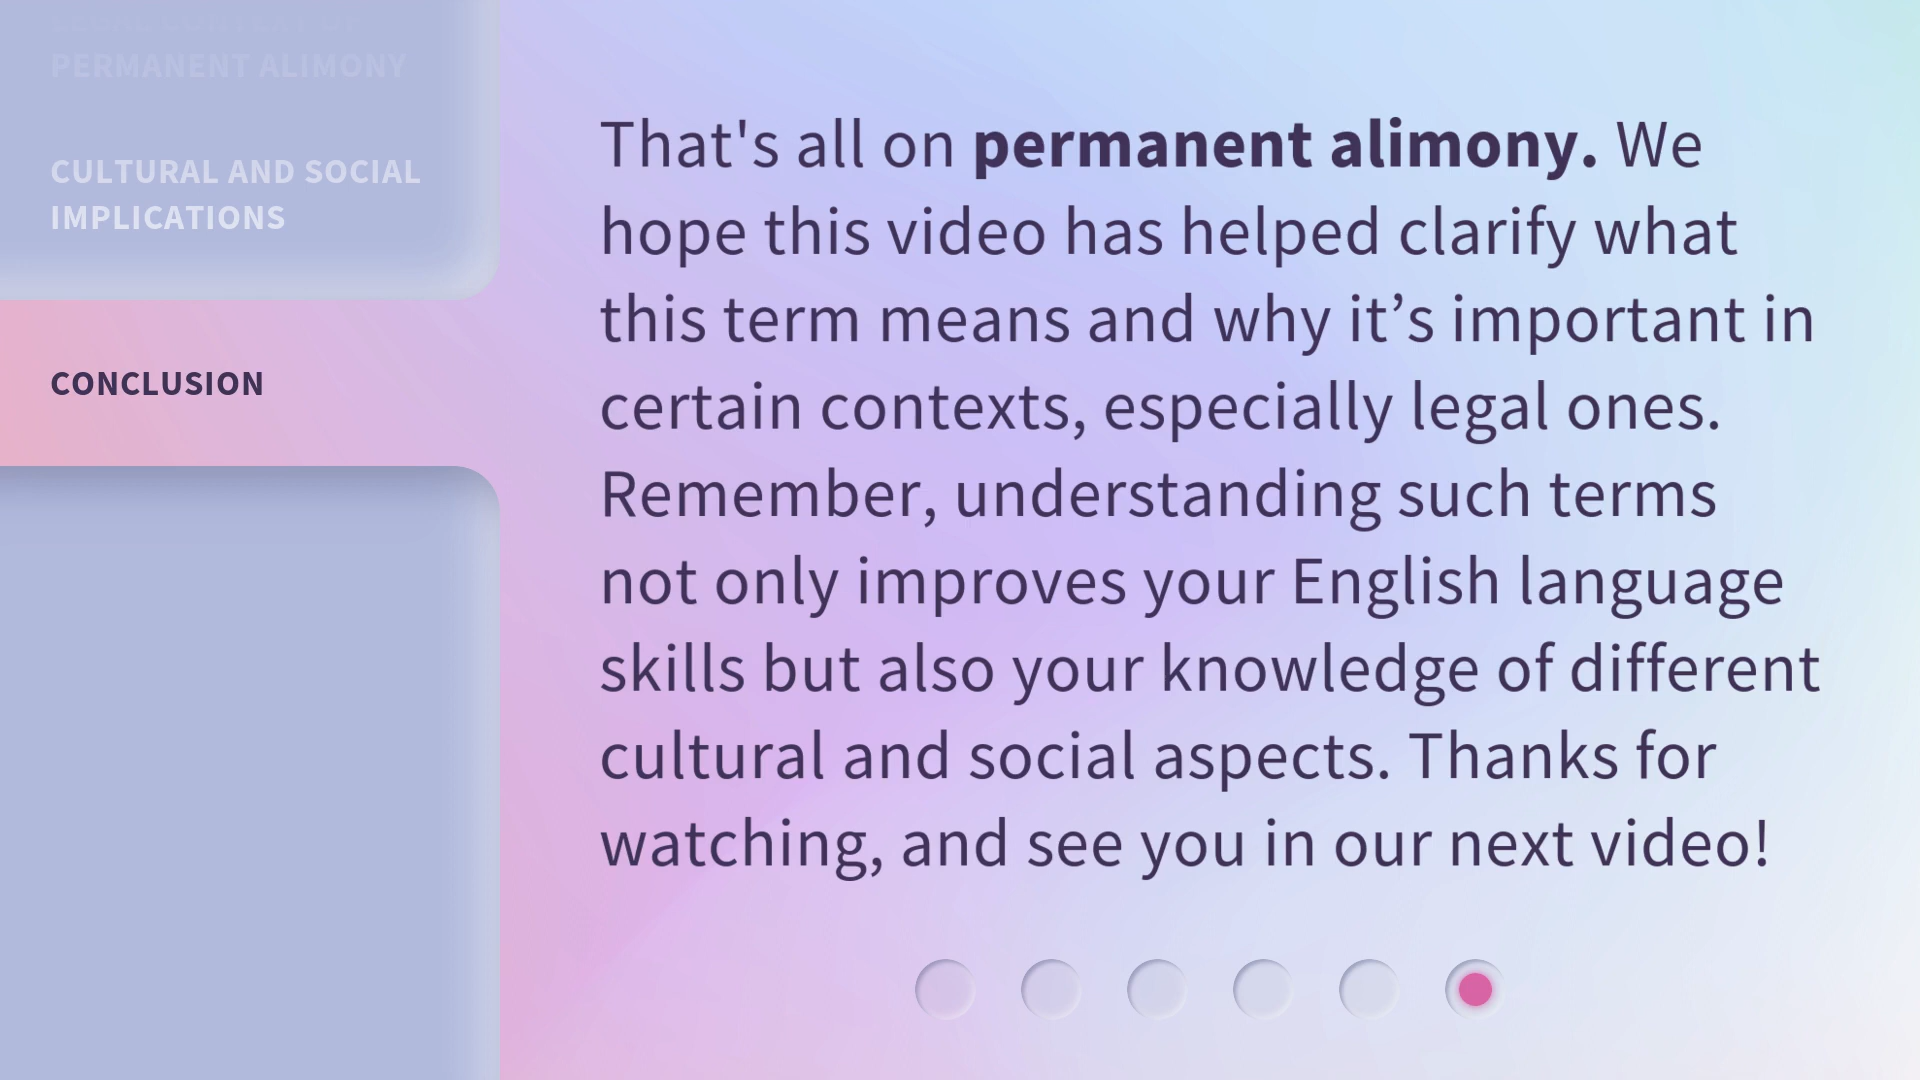 PERMANENT ALIMONY
CULTURAL AND SOCIAL
IMPLICATIONS
CONCLUSION
That's all on permanent alimony. We
hope this video has helped clarify what
this term means and why it’s important in
certain contexts, especially legal ones.
Remember, understanding such terms
not only improves your English language
skills but also your knowledge of different
cultural and social aspects. Thanks for
watching, and see you in our next video!